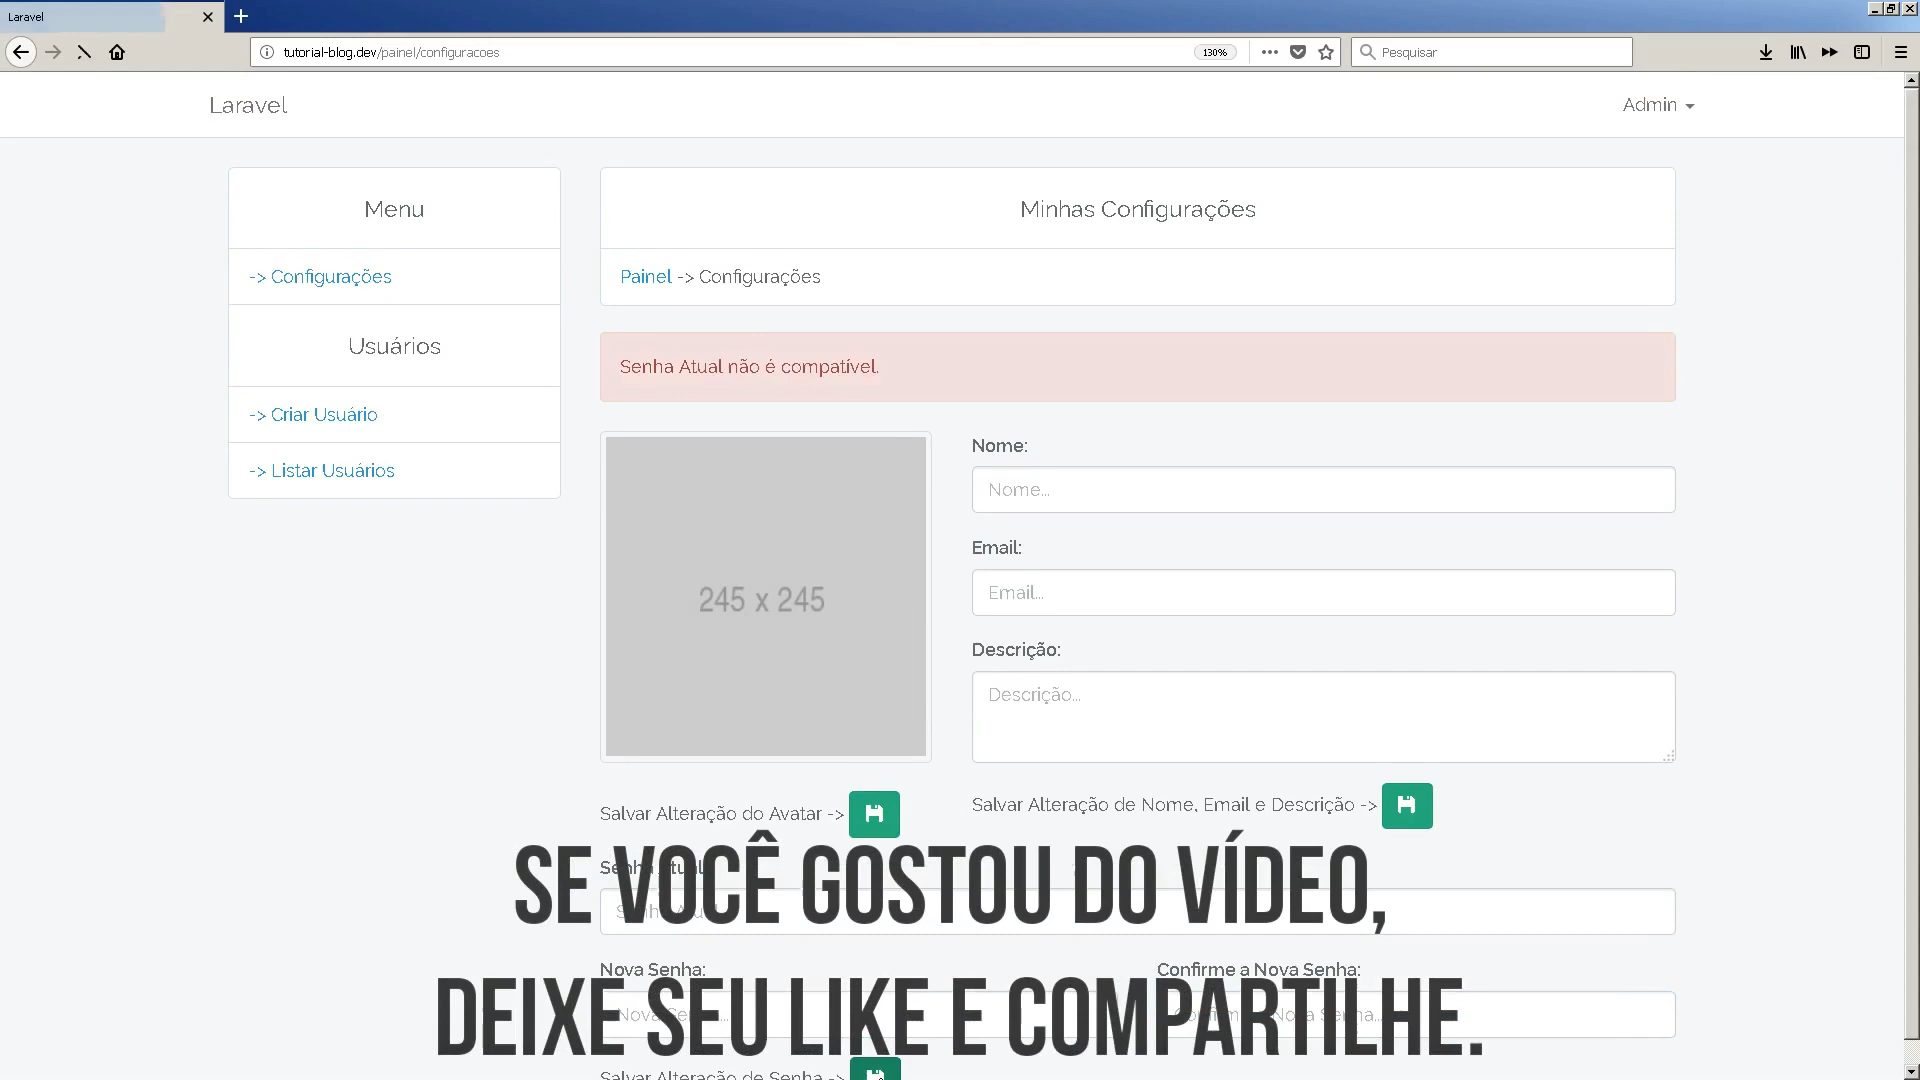 Laravel
tutorial-blog.dev/painel/configuracoes
130%
Pesquisar
Laravel
Admin
Menu
-> Configurações
Usuários
-> Criar Usuário
-> Listar Usuários
Minhas Configurações
Painel -> Configurações
Senha Atual não é compatível.
245 x 245
Nome:
Nome...
Email:
Email...
Descrição:
Descrição...
Salvar Alteração do Avatar ->
Salvar Alteração de Nome, Email e Descrição ->
Senha Atual
SE VOCÊ GOSTOU DO VÍDEO,
Nova Senha:
Confirme a Nova Senha:
DEIXE SEU LIKE E COMPARTILHE.
Salvar Alteração de Senha ->